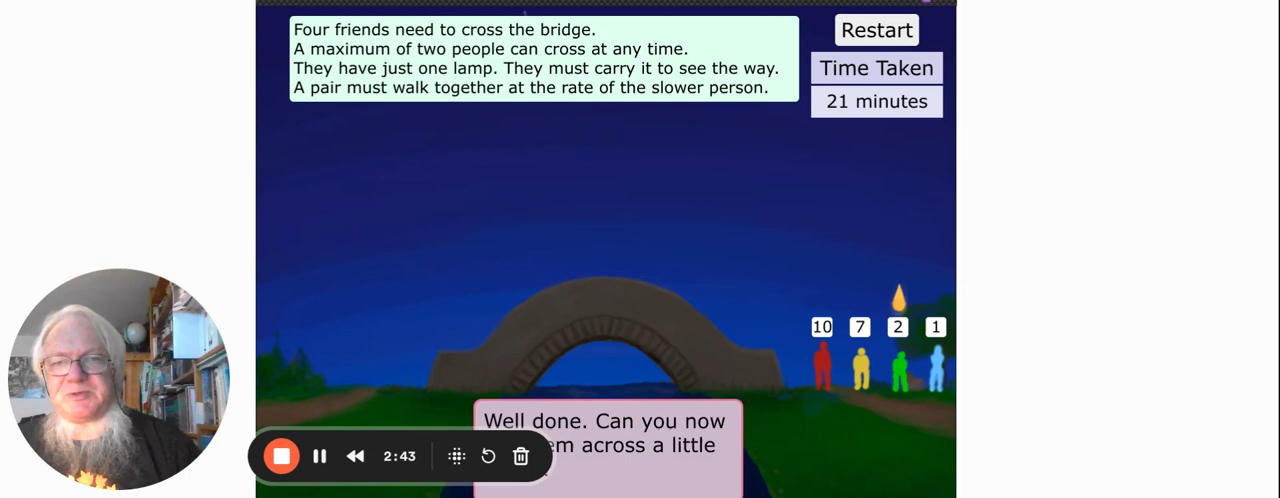 Four friends need to cross the bridge.
A maximum of two people can cross at any time.
They have just one lamp. They must carry it to see the way.
A pair must walk together at the rate of the slower person.
Restart
Time Taken
21 minutes
10 7 2 1
Well done. Can you now
em across a little
2:43